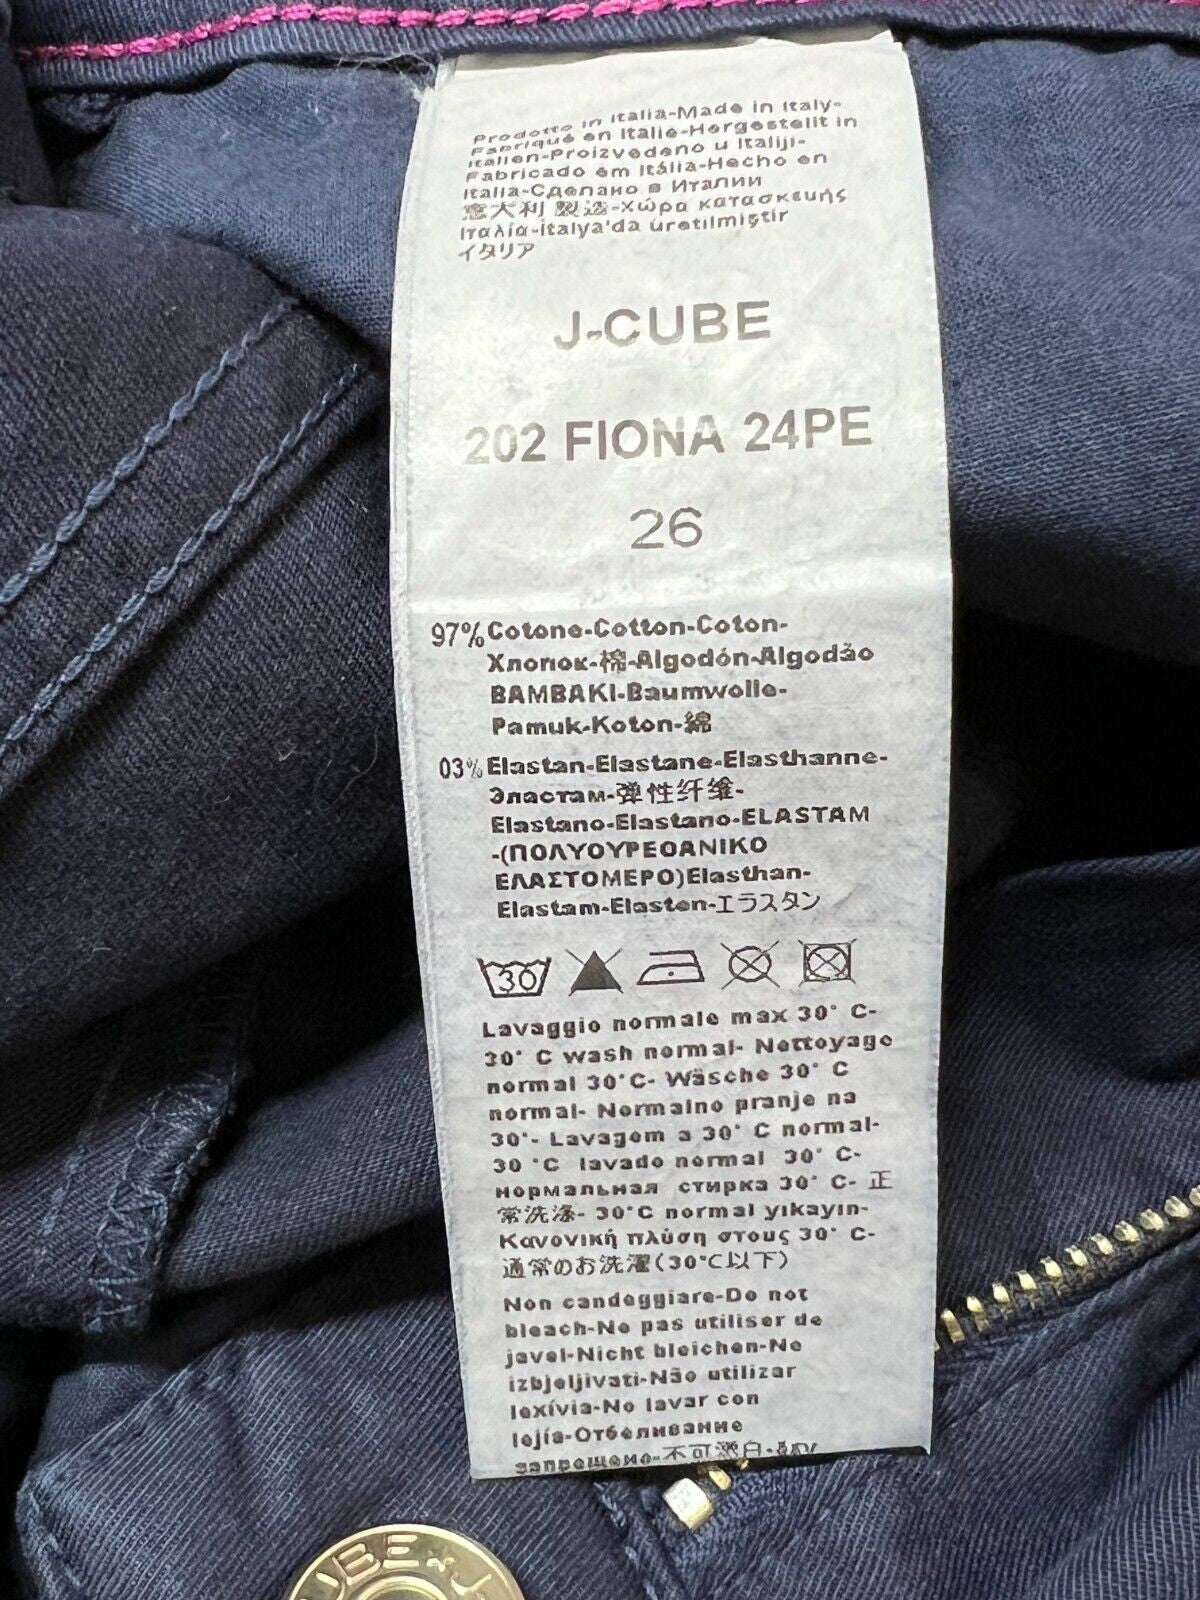 Prodotto in Italia-Made in Italy-
Fabriqué en Italie-Hergestellt in
Italien-Proizvedeno u Italiji-
Fabricado em Itália-Hecho en
Italia-Сделано в Италии
意大利 製造-Χώρα κατασκευής
Ιταλία-İtalya'da üretilmiştir
イタリア
J-CUBE
202 FIONA 24PE
26
97% Cotone-Cotton-Coton-
Хлопок-棉-Algodón-Algodão
BAMBAKI-Baumwolle-
Pamuk-Koton-綿
03% Elastan-Elastane-Elasthanne-
Эластам-弹性纤维-
Elastano-Elastano-ELASTAM
-(ΠΟΛΥΟΥΡΕΘΑΝΙΚΟ
ΕΛΑΣΤΟΜΕΡΟ)Elasthan-
Elastam-Elasten-エラスタン
30
Lavaggio normale max 30° C-
30° C wash normal- Nettoyage
normal 30°C- Wäsche 30° C
normal- Normalno pranje na
30°- Lavagem a 30° C normal-
30 °C lavado normal 30° C-
нормальная стирка 30° C- 正
常洗涤- 30°C normal yıkayın-
Κανονική πλύση στους 30° C-
通常のお洗濯(30°C以下)
Non candeggiare-Do not
bleach-Ne pas utiliser de
javel-Nicht bleichen-Ne
izbjeljivati-Não utilizar
lexívia-No lavar con
lejía-Отбеливание
запрещено-不可漂白-
UBE J-